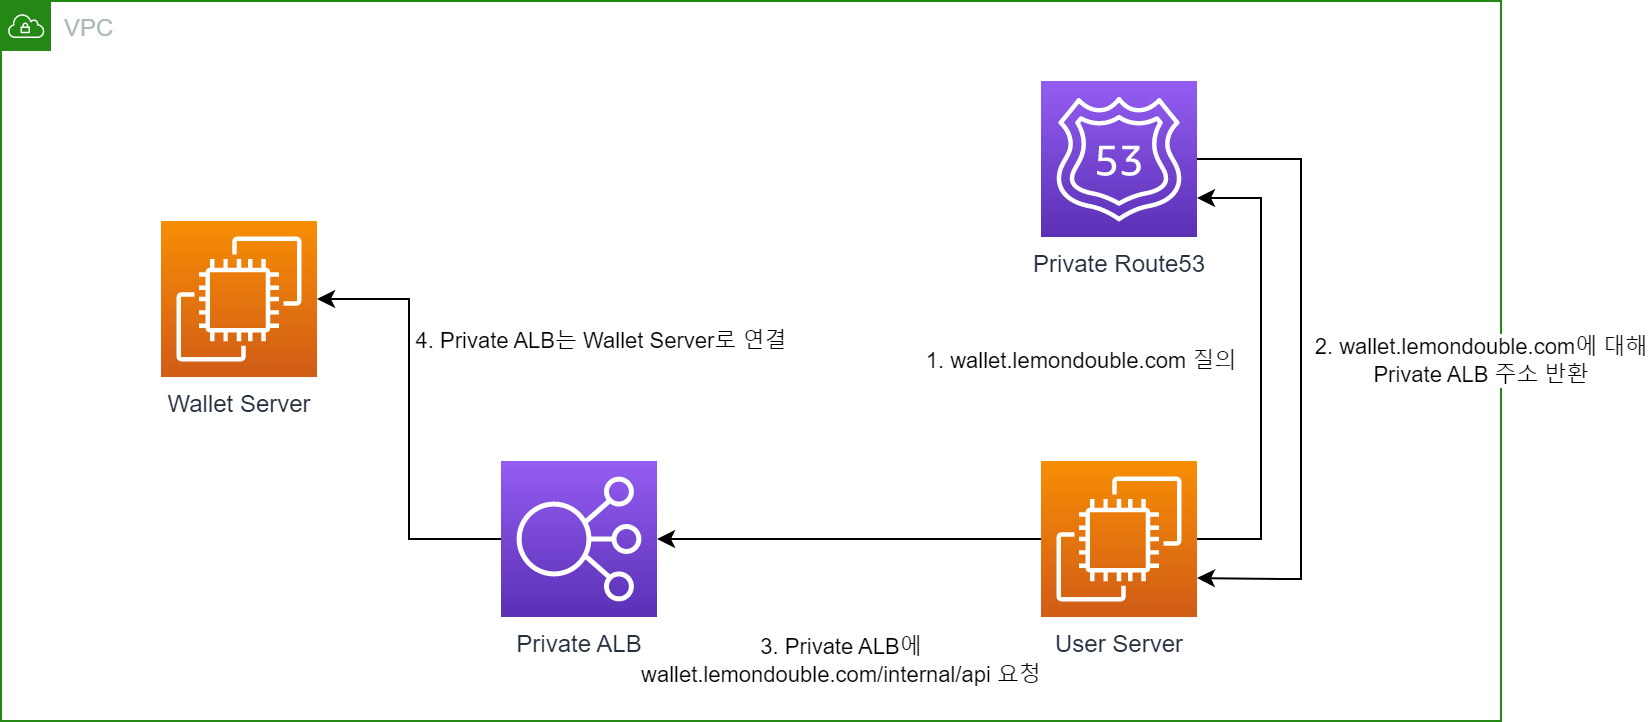 VPC
53
Private Route53
Wallet Server
4. Private ALB는 Wallet Server로 연결
1. wallet.lemondouble.com 질의
2. wallet.lemondouble.com에 대해
Private ALB 주소 반환
Private ALB
User Server
3. Private ALB에
wallet.lemondouble.com/internal/api 요청